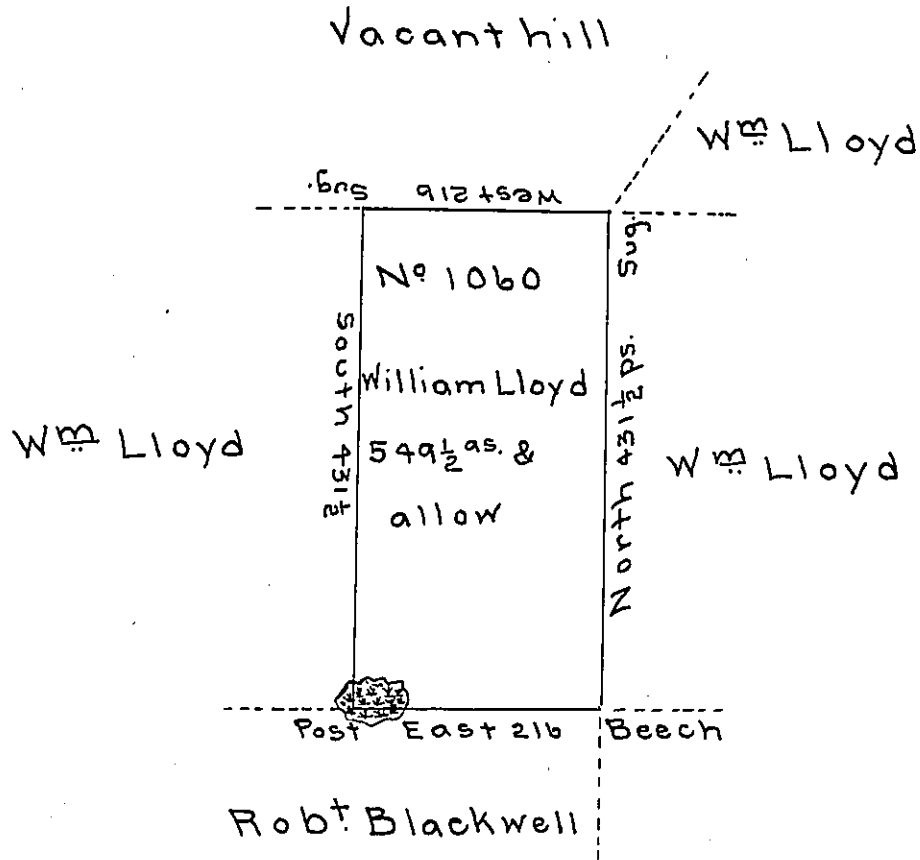 Vacant hill
Wm Lloyd
Sug.
West 216
Sug.
No 1060
South 431½
William Lloyd
North 431½ ps.
Wm Lloyd
549½ as. &
Wm Lloyd
allow
Post
East 216
Beech
Robt. Blackwell